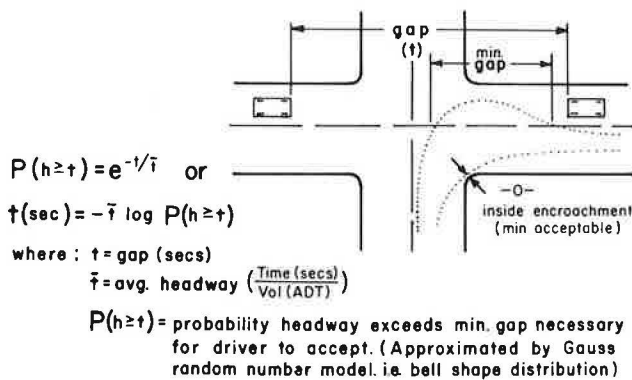 gap
(t)
min.
gap
P(h≥t)=e^-t/t̄ or
t(sec)=-t̄ log P(h≥t)
-0-
inside encroachment
(min acceptable)
where: t=gap (secs)
t̄=avg. headway (Time (secs)/Vol (ADT))
P(h≥t)= probability headway exceeds min. gap necessary
for driver to accept. (Approximated by Gauss
random number model. i.e. bell shape distribution)